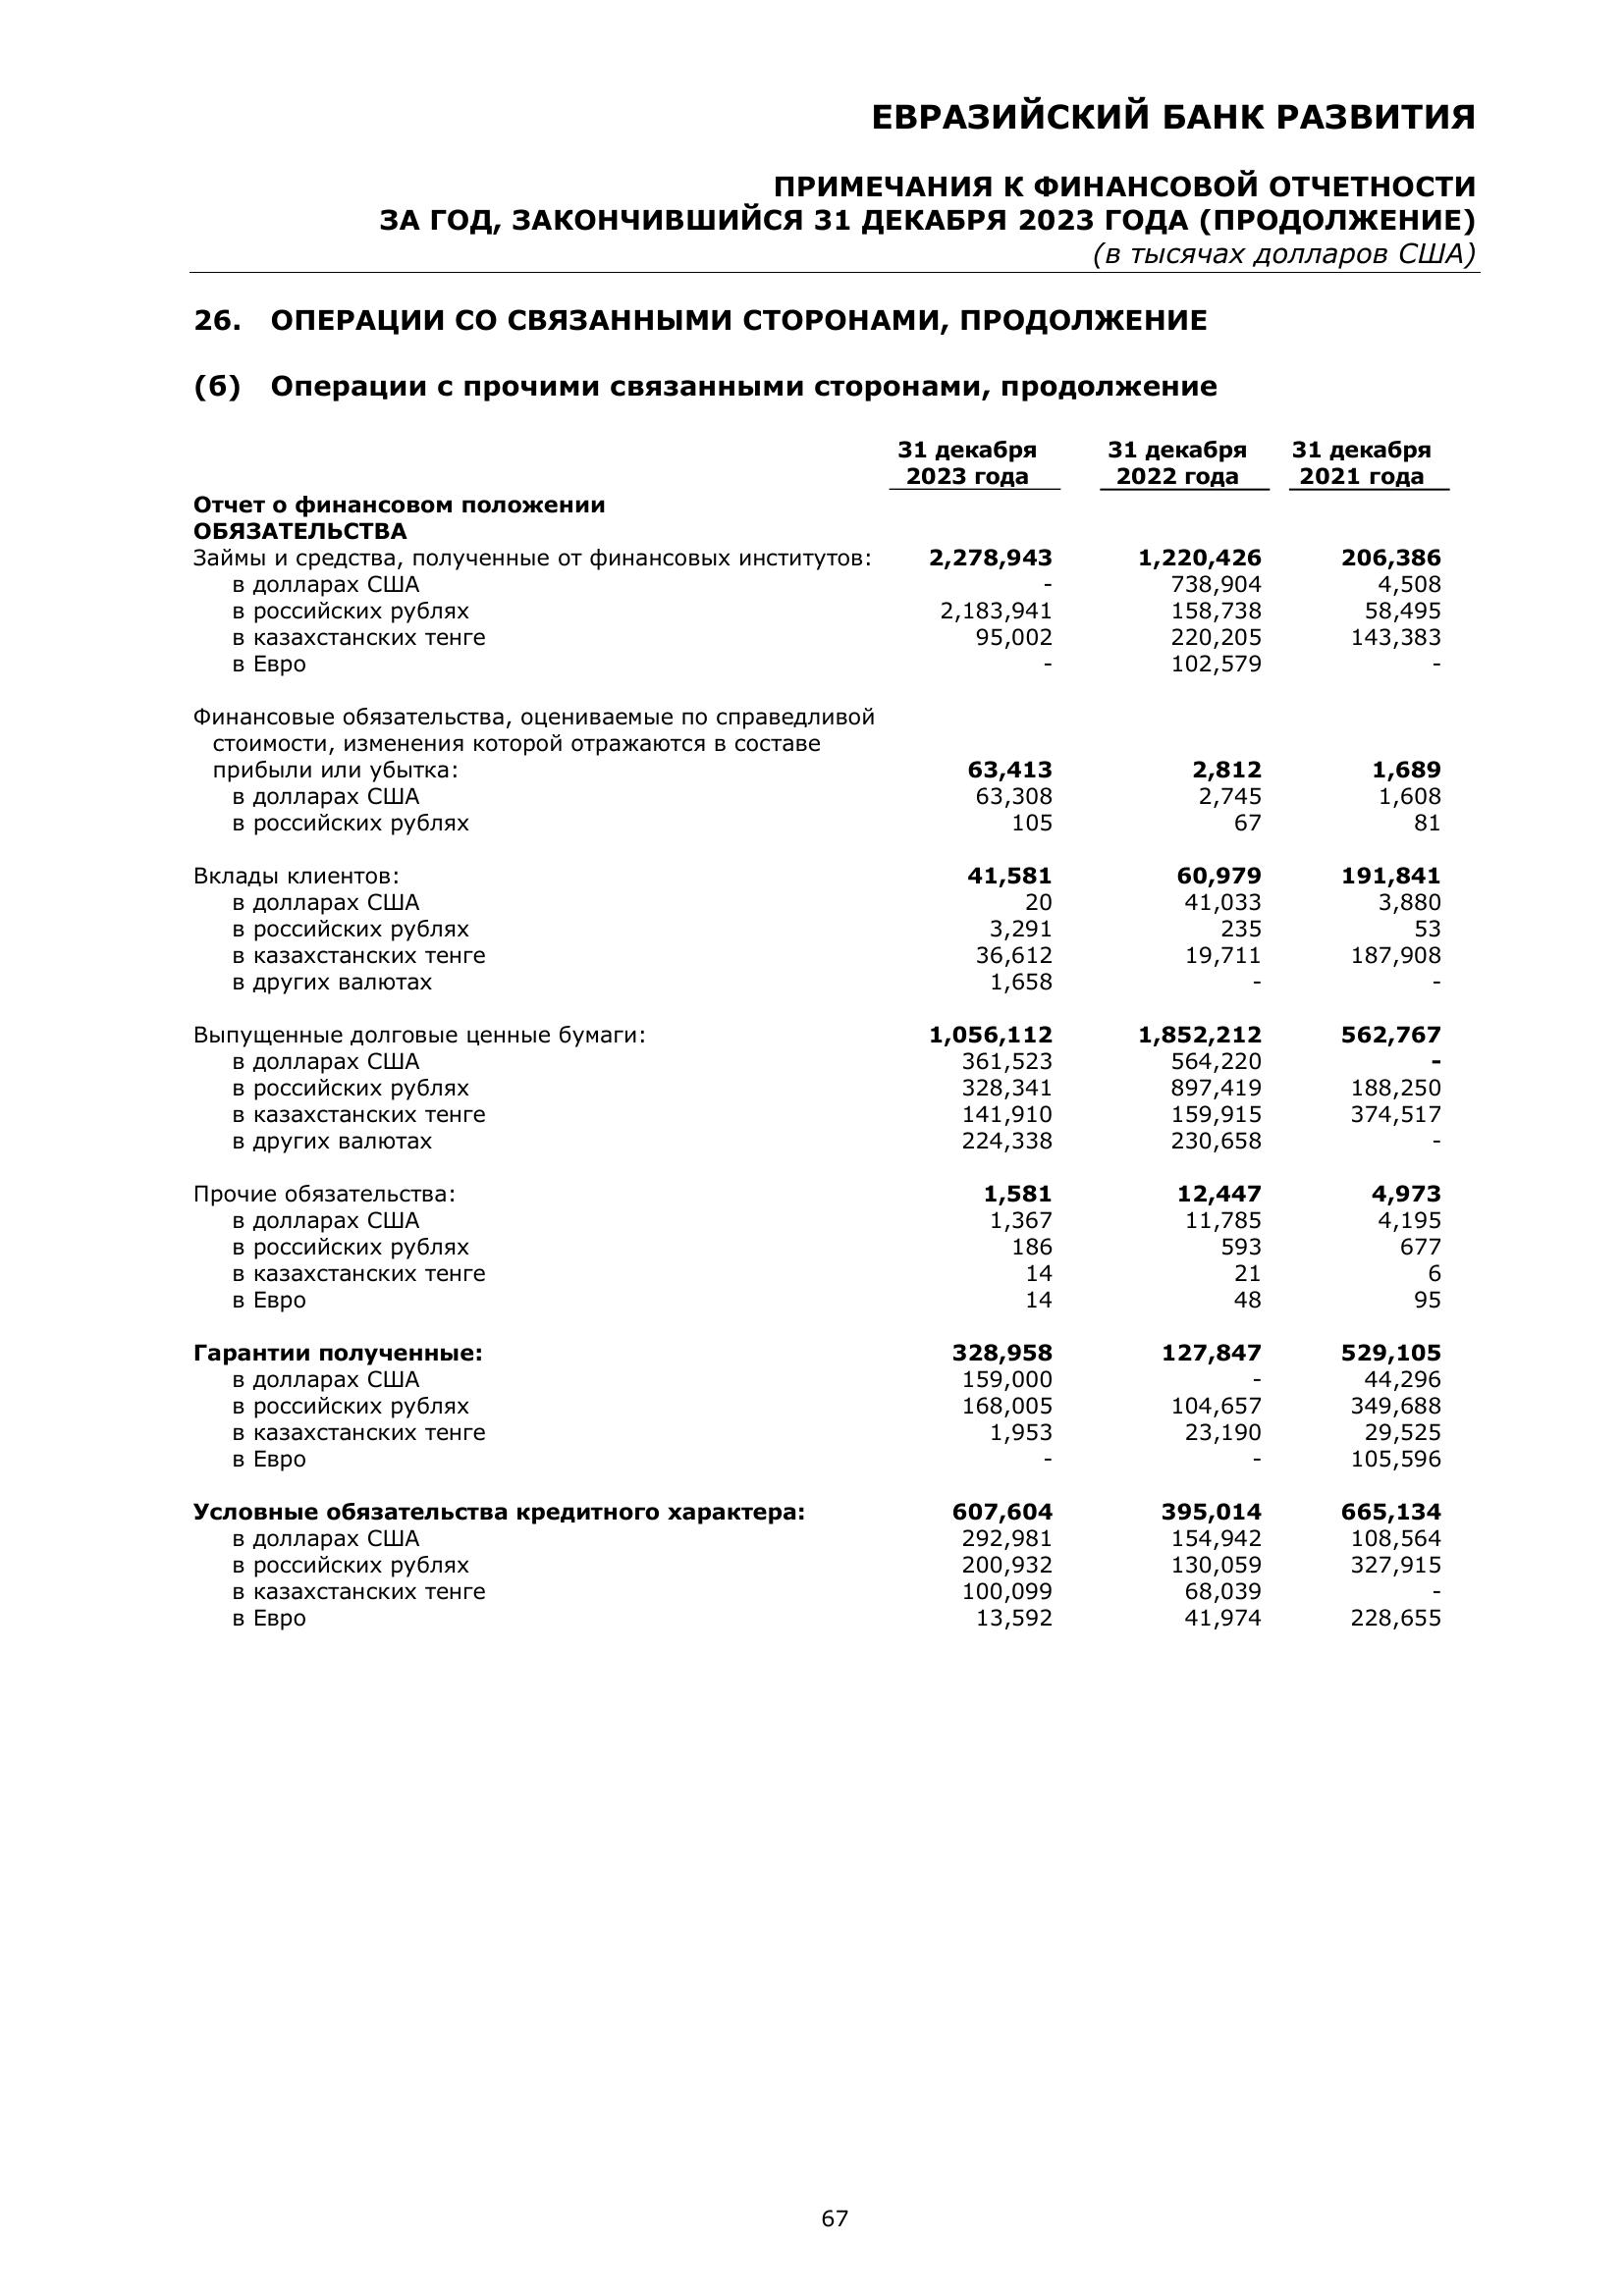 ЕВРАЗИЙСКИЙ БАНК РАЗВИТИЯ
ПРИМЕЧАНИЯ К ФИНАНСОВОЙ ОТЧЕТНОСТИ
ЗА ГОД, ЗАКОНЧИВШИЙСЯ 31 ДЕКАБРЯ 2023 ГОДА (ПРОДОЛЖЕНИЕ)
(в тысячах долларов США)
26. ОПЕРАЦИИ СО СВЯЗАННЫМИ СТОРОНАМИ, ПРОДОЛЖЕНИЕ
(б) Операции с прочими связанными сторонами, продолжение
31 декабря 31 декабря 31 декабря
2023 года 2022 года 2021 года
Отчет о финансовом положении
ОБЯЗАТЕЛЬСТВА
Займы и средства, полученные от финансовых институтов: 2,278,943 1,220,426 206,386
в долларах США - 738,904 4,508
в российских рублях 2,183,941 158,738 58,495
в казахстанских тенге 95,002 220,205 143,383
в Евро - 102,579 -
Финансовые обязательства, оцениваемые по справедливой
стоимости, изменения которой отражаются в составе
прибыли или убытка: 63,413 2,812 1,689
в долларах США 63,308 2,745 1,608
в российских рублях 105 67 81
Вклады клиентов: 41,581 60,979 191,841
в долларах США 20 41,033 3,880
в российских рублях 3,291 235 53
в казахстанских тенге 36,612 19,711 187,908
в других валютах 1,658 - -
Выпущенные долговые ценные бумаги: 1,056,112 1,852,212 562,767
в долларах США 361,523 564,220 -
в российских рублях 328,341 897,419 188,250
в казахстанских тенге 141,910 159,915 374,517
в других валютах 224,338 230,658 -
Прочие обязательства: 1,581 12,447 4,973
в долларах США 1,367 11,785 4,195
в российских рублях 186 593 677
в казахстанских тенге 14 21 6
в Евро 14 48 95
Гарантии полученные: 328,958 127,847 529,105
в долларах США 159,000 - 44,296
в российских рублях 168,005 104,657 349,688
в казахстанских тенге 1,953 23,190 29,525
в Евро - - 105,596
Условные обязательства кредитного характера: 607,604 395,014 665,134
в долларах США 292,981 154,942 108,564
в российских рублях 200,932 130,059 327,915
в казахстанских тенге 100,099 68,039 -
в Евро 13,592 41,974 228,655
67